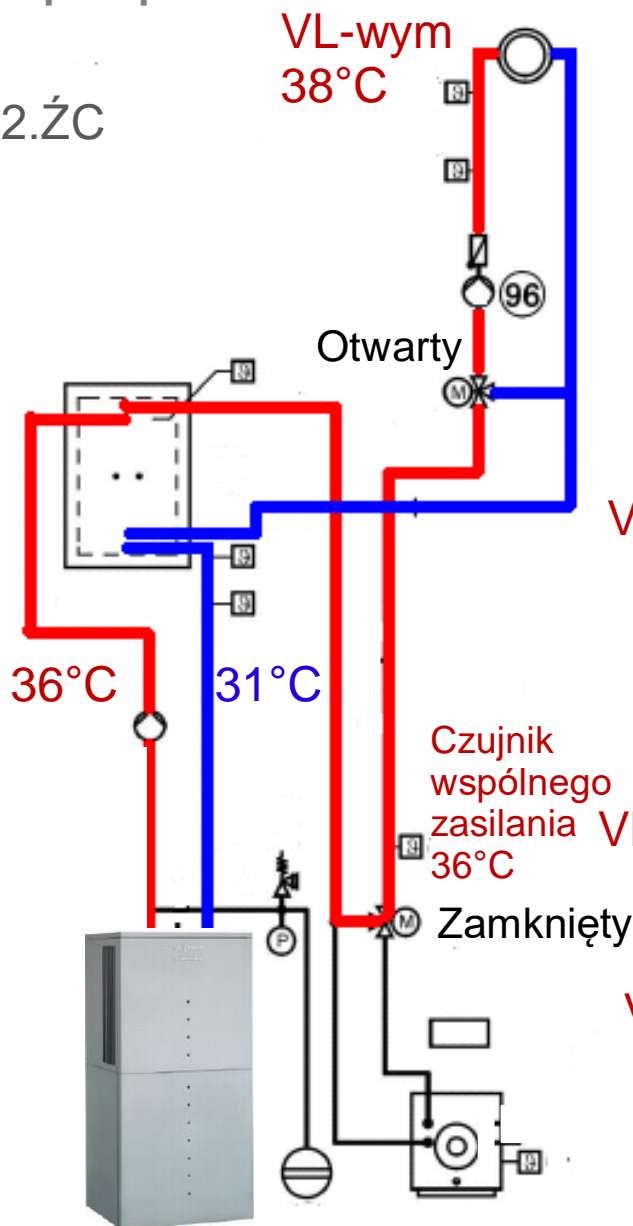 VL-wym
38°C
2.ŹC
96
Otwarty
M
V
36°C
31°C
Czujnik
wspólnego
zasilania
36°C
M
Zamknięty
P
V